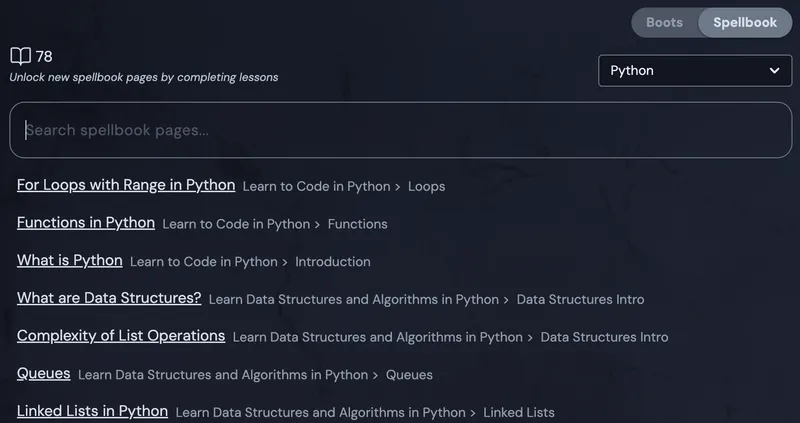 Boots Spellbook
78
Unlock new spellbook pages by completing lessons
Python
Search spellbook pages...
For Loops with Range in Python Learn to Code in Python > Loops
Functions in Python Learn to Code in Python > Functions
What is Python Learn to Code in Python > Introduction
What are Data Structures? Learn Data Structures and Algorithms in Python > Data Structures Intro
Complexity of List Operations Learn Data Structures and Algorithms in Python > Data Structures Intro
Queues Learn Data Structures and Algorithms in Python > Queues
Linked Lists in Python Learn Data Structures and Algorithms in Python > Linked Lists